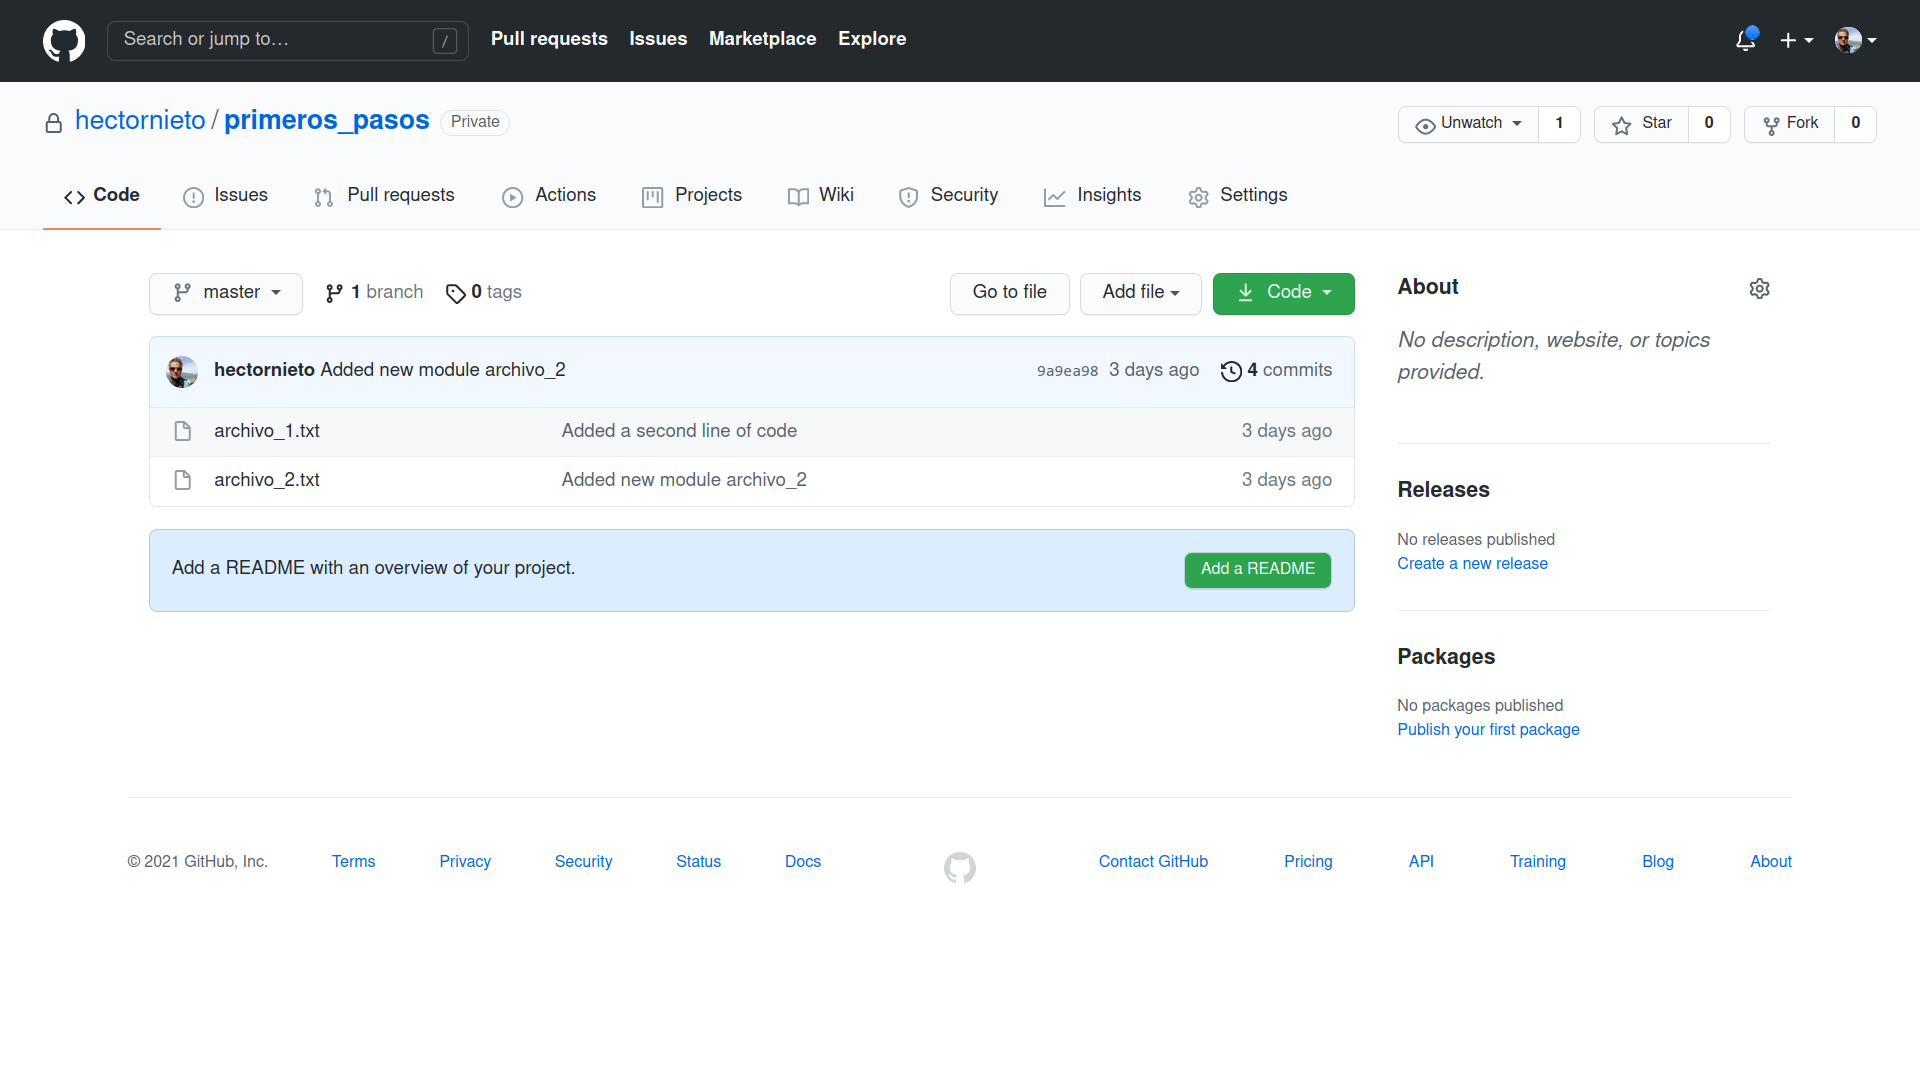 Search or jump to… /
Pull requests Issues Marketplace Explore
hectornieto / primeros_pasos Private
Unwatch 1 Star 0 Fork 0
Code Issues Pull requests Actions Projects Wiki Security Insights Settings
master 1 branch 0 tags Go to file Add file Code
hectornieto Added new module archivo_2 9a9ea98 3 days ago 4 commits
archivo_1.txt Added a second line of code 3 days ago
archivo_2.txt Added new module archivo_2 3 days ago
Add a README with an overview of your project. Add a README
About
No description, website, or topics
provided.
Releases
No releases published
Create a new release
Packages
No packages published
Publish your first package
© 2021 GitHub, Inc. Terms Privacy Security Status Docs Contact GitHub Pricing API Training Blog About